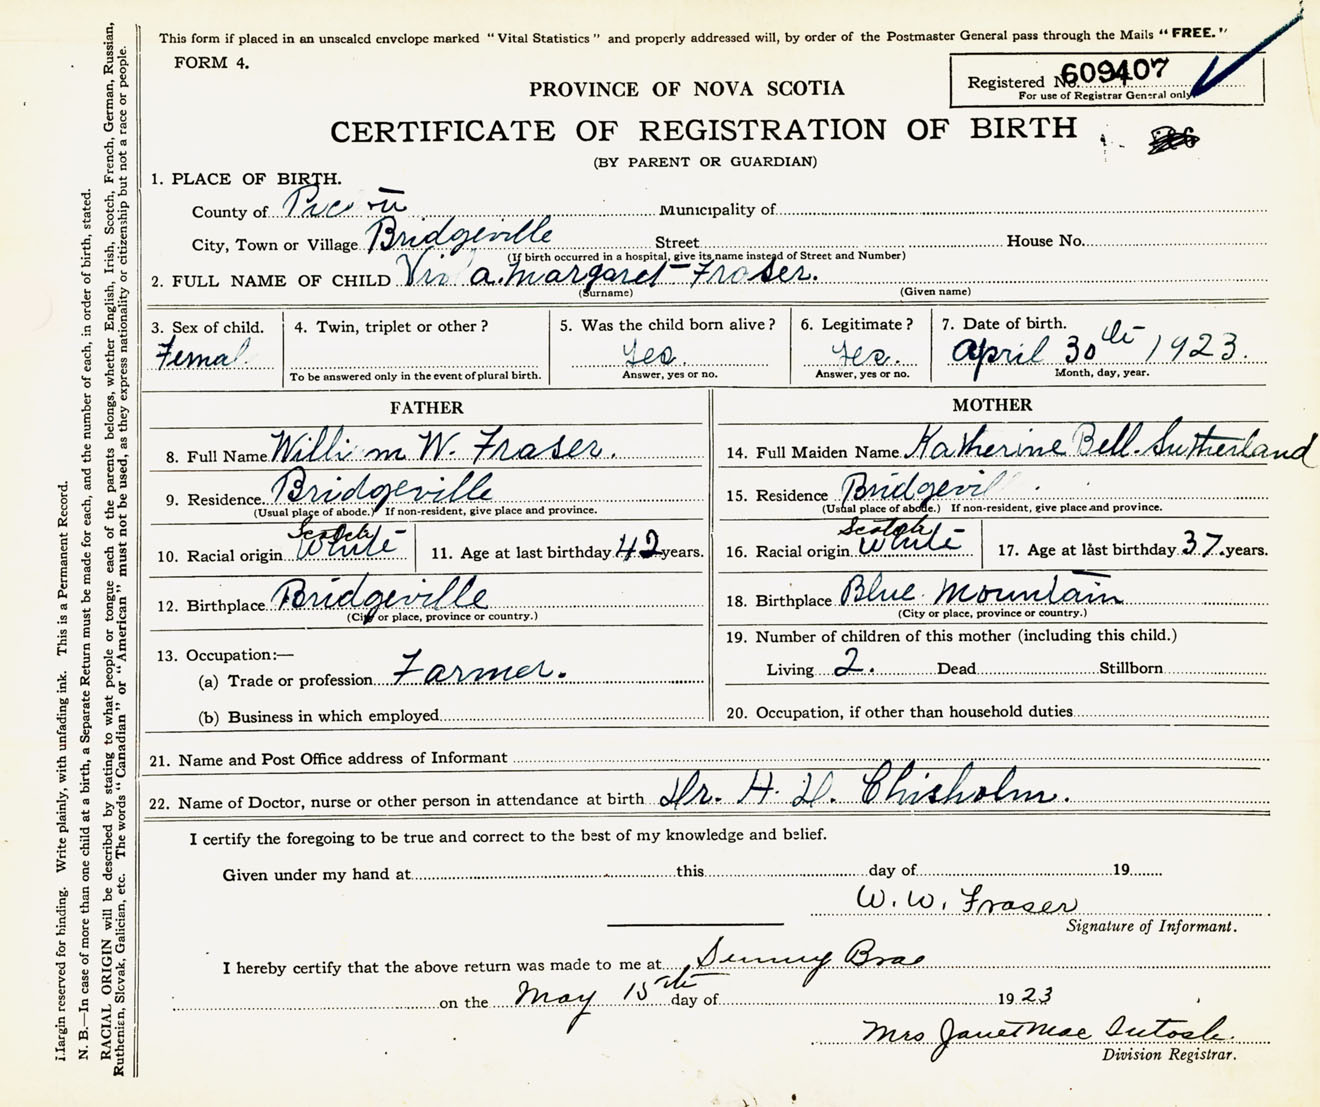 This form if placed in an unsealed envelope marked "Vital Statistics" and properly addressed will, by order of the Postmaster General pass through the Mails "FREE."
FORM 4.
Registered No. 609407
For use of Registrar General only
PROVINCE OF NOVA SCOTIA
CERTIFICATE OF REGISTRATION OF BIRTH
(BY PARENT OR GUARDIAN)
1. PLACE OF BIRTH.
County of Pictou Municipality of
City, Town or Village Bridgeville Street House No.
(If birth occurred in a hospital, give its name instead of Street and Number)
2. FULL NAME OF CHILD Viola Margaret Fraser.
(Surname) (Given name)
3. Sex of child. 4. Twin, triplet or other? 5. Was the child born alive? 6. Legitimate? 7. Date of birth.
Femal Yes. Yes. April 30th 1923.
To be answered only in the event of plural birth. Answer, yes or no. Answer, yes or no. Month, day, year.
FATHER
8. Full Name William W. Fraser.
9. Residence. Bridgeville
(Usual place of abode.) If non-resident, give place and province.
Scotch
10. Racial origin White 11. Age at last birthday 42 years.
12. Birthplace Bridgeville
(City or place, province or country.)
13. Occupation:—
(a) Trade or profession Farmer.
(b) Business in which employed
MOTHER
14. Full Maiden Name Katherine Bell. Sutherland
15. Residence Bridgevil
(Usual place of abode.) If non-resident, give place and province.
Scotch
16. Racial origin White 17. Age at last birthday 37. years.
18. Birthplace Blue Mountain
(City or place, province or country.)
19. Number of children of this mother (including this child.)
Living 2. Dead Stillborn
20. Occupation, if other than household duties
21. Name and Post Office address of Informant
22. Name of Doctor, nurse or other person in attendance at birth Dr. H. H. Chisholm.
I certify the foregoing to be true and correct to the best of my knowledge and belief.
Given under my hand at this day of 19
W. W. Fraser
Signature of Informant.
I hereby certify that the above return was made to me at Sunny Brae
on the May 15th day of 1923
Mrs Janet MacIntosh.
Division Registrar.
Margin reserved for binding. Write plainly, with unfading ink. This is a Permanent Record.
N. B.—In case of more than one child at a birth, a Separate Return must be made for each, and the number of each, in order of birth, stated.
RACIAL ORIGIN will be described by stating to what people or tongue each of the parents belongs, whether English, Irish, Scotch, French, German, Russian,
Ruthenian, Slovak, Galician, etc. The words "Canadian" or "American" must not be used, as they express nationality or citizenship but not a race or people.